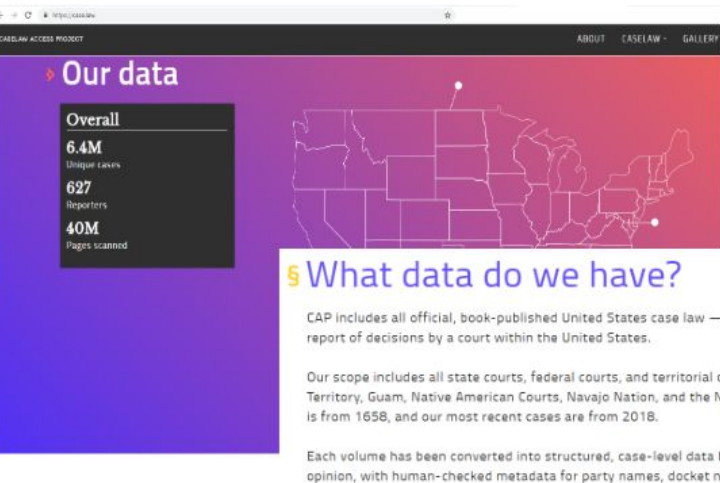 https://case.law
CASELAW ACCESS PROJECT
ABOUT CASELAW GALLERY
Our data
Overall
6.4M
Unique cases
627
Reporters
40M
Pages scanned
§ What data do we have?
CAP includes all official, book-published United States case law —
report of decisions by a court within the United States.
Our scope includes all state courts, federal courts, and territorial
Territory, Guam, Native American Courts, Navajo Nation, and the
is from 1658, and our most recent cases are from 2018.
Each volume has been converted into structured, case-level data
opinion, with human-checked metadata for party names, docket